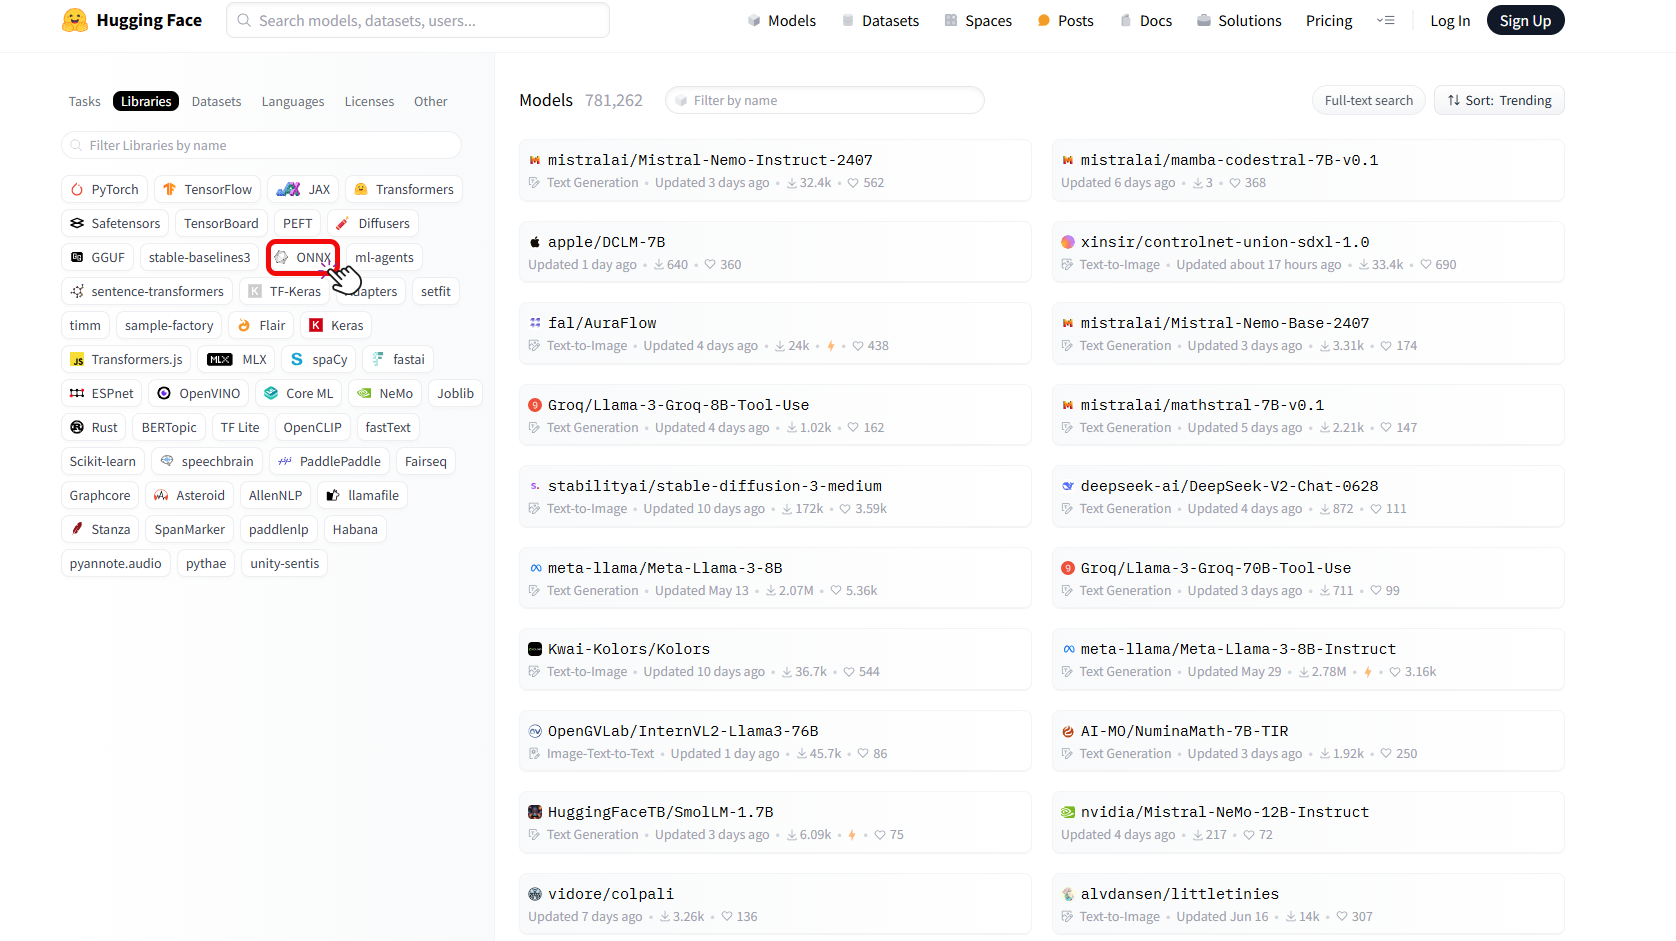 Hugging Face
Search models, datasets, users...
Models
Datasets
Spaces
Posts
Docs
Solutions
Pricing
Log In
Sign Up
Tasks Libraries Datasets Languages Licenses Other
Filter Libraries by name
PyTorch TensorFlow JAX Transformers
Safetensors TensorBoard PEFT Diffusers
GGUF stable-baselines3 ONNX ml-agents
sentence-transformers TF-Keras setfit
timm sample-factory Flair Keras
Transformers.js MLX MLX spaCy fastai
ESPnet OpenVINO Core ML NeMo Joblib
Rust BERTopic TF Lite OpenCLIP fastText
Scikit-learn speechbrain PaddlePaddle Fairseq
Graphcore Asteroid AllenNLP llamafile
Stanza SpanMarker paddlenlp Habana
pyannote.audio pythae unity-sentis
Models 781,262
Filter by name
Full-text search
Sort: Trending
mistralai/Mistral-Nemo-Instruct-2407
Text Generation • Updated 3 days ago • 32.4k • 562
mistralai/mamba-codestral-7B-v0.1
Updated 6 days ago • 3 • 368
apple/DCLM-7B
Updated 1 day ago • 640 • 360
xinsir/controlnet-union-sdxl-1.0
Text-to-Image • Updated about 17 hours ago • 33.4k • 690
fal/AuraFlow
Text-to-Image • Updated 4 days ago • 24k • 438
mistralai/Mistral-Nemo-Base-2407
Text Generation • Updated 3 days ago • 3.31k • 174
Groq/Llama-3-Groq-8B-Tool-Use
Text Generation • Updated 4 days ago • 1.02k • 162
mistralai/mathstral-7B-v0.1
Text Generation • Updated 5 days ago • 2.21k • 147
stabilityai/stable-diffusion-3-medium
Text-to-Image • Updated 10 days ago • 172k • 3.59k
deepseek-ai/DeepSeek-V2-Chat-0628
Text Generation • Updated 4 days ago • 872 • 111
meta-llama/Meta-Llama-3-8B
Text Generation • Updated May 13 • 2.07M • 5.36k
Groq/Llama-3-Groq-70B-Tool-Use
Text Generation • Updated 3 days ago • 711 • 99
Kwai-Kolors/Kolors
Text-to-Image • Updated 10 days ago • 36.7k • 544
meta-llama/Meta-Llama-3-8B-Instruct
Text Generation • Updated May 29 • 2.78M • 3.16k
OpenGVLab/InternVL2-Llama3-76B
Image-Text-to-Text • Updated 1 day ago • 45.7k • 86
AI-MO/NuminaMath-7B-TIR
Text Generation • Updated 3 days ago • 1.92k • 250
HuggingFaceTB/SmolLM-1.7B
Text Generation • Updated 3 days ago • 6.09k • 75
nvidia/Mistral-NeMo-12B-Instruct
Updated 4 days ago • 217 • 72
vidore/colpali
Updated 7 days ago • 3.26k • 136
alvdansen/littletinies
Text-to-Image • Updated Jun 16 • 14k • 307